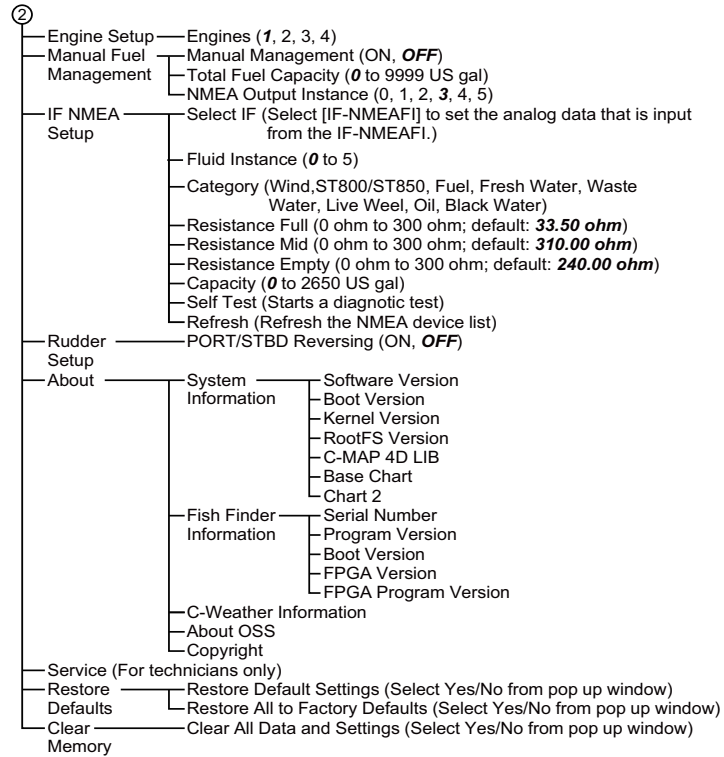 2
Engine Setup Engines (1, 2, 3, 4)
Manual Fuel Manual Management (ON, OFF)
Management Total Fuel Capacity (0 to 9999 US gal)
NMEA Output Instance (0, 1, 2, 3, 4, 5)
IF NMEA Select IF (Select [IF-NMEAFI] to set the analog data that is input
Setup from the IF-NMEAFI.)
Fluid Instance (0 to 5)
Category (Wind,ST800/ST850, Fuel, Fresh Water, Waste
Water, Live Weel, Oil, Black Water)
Resistance Full (0 ohm to 300 ohm; default: 33.50 ohm)
Resistance Mid (0 ohm to 300 ohm; default: 310.00 ohm)
Resistance Empty (0 ohm to 300 ohm; default: 240.00 ohm)
Capacity (0 to 2650 US gal)
Self Test (Starts a diagnostic test)
Refresh (Refresh the NMEA device list)
Rudder PORT/STBD Reversing (ON, OFF)
Setup
About System Software Version
Information Boot Version
Kernel Version
RootFS Version
C-MAP 4D LIB
Base Chart
Chart 2
Fish Finder Serial Number
Information Program Version
Boot Version
FPGA Version
FPGA Program Version
C-Weather Information
About OSS
Copyright
Service (For technicians only)
Restore Restore Default Settings (Select Yes/No from pop up window)
Defaults Restore All to Factory Defaults (Select Yes/No from pop up window)
Clear Clear All Data and Settings (Select Yes/No from pop up window)
Memory